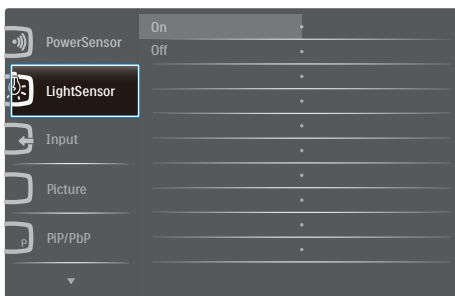 PowerSensor
LightSensor
Input
Picture
P
PiP/PbP
On
Off